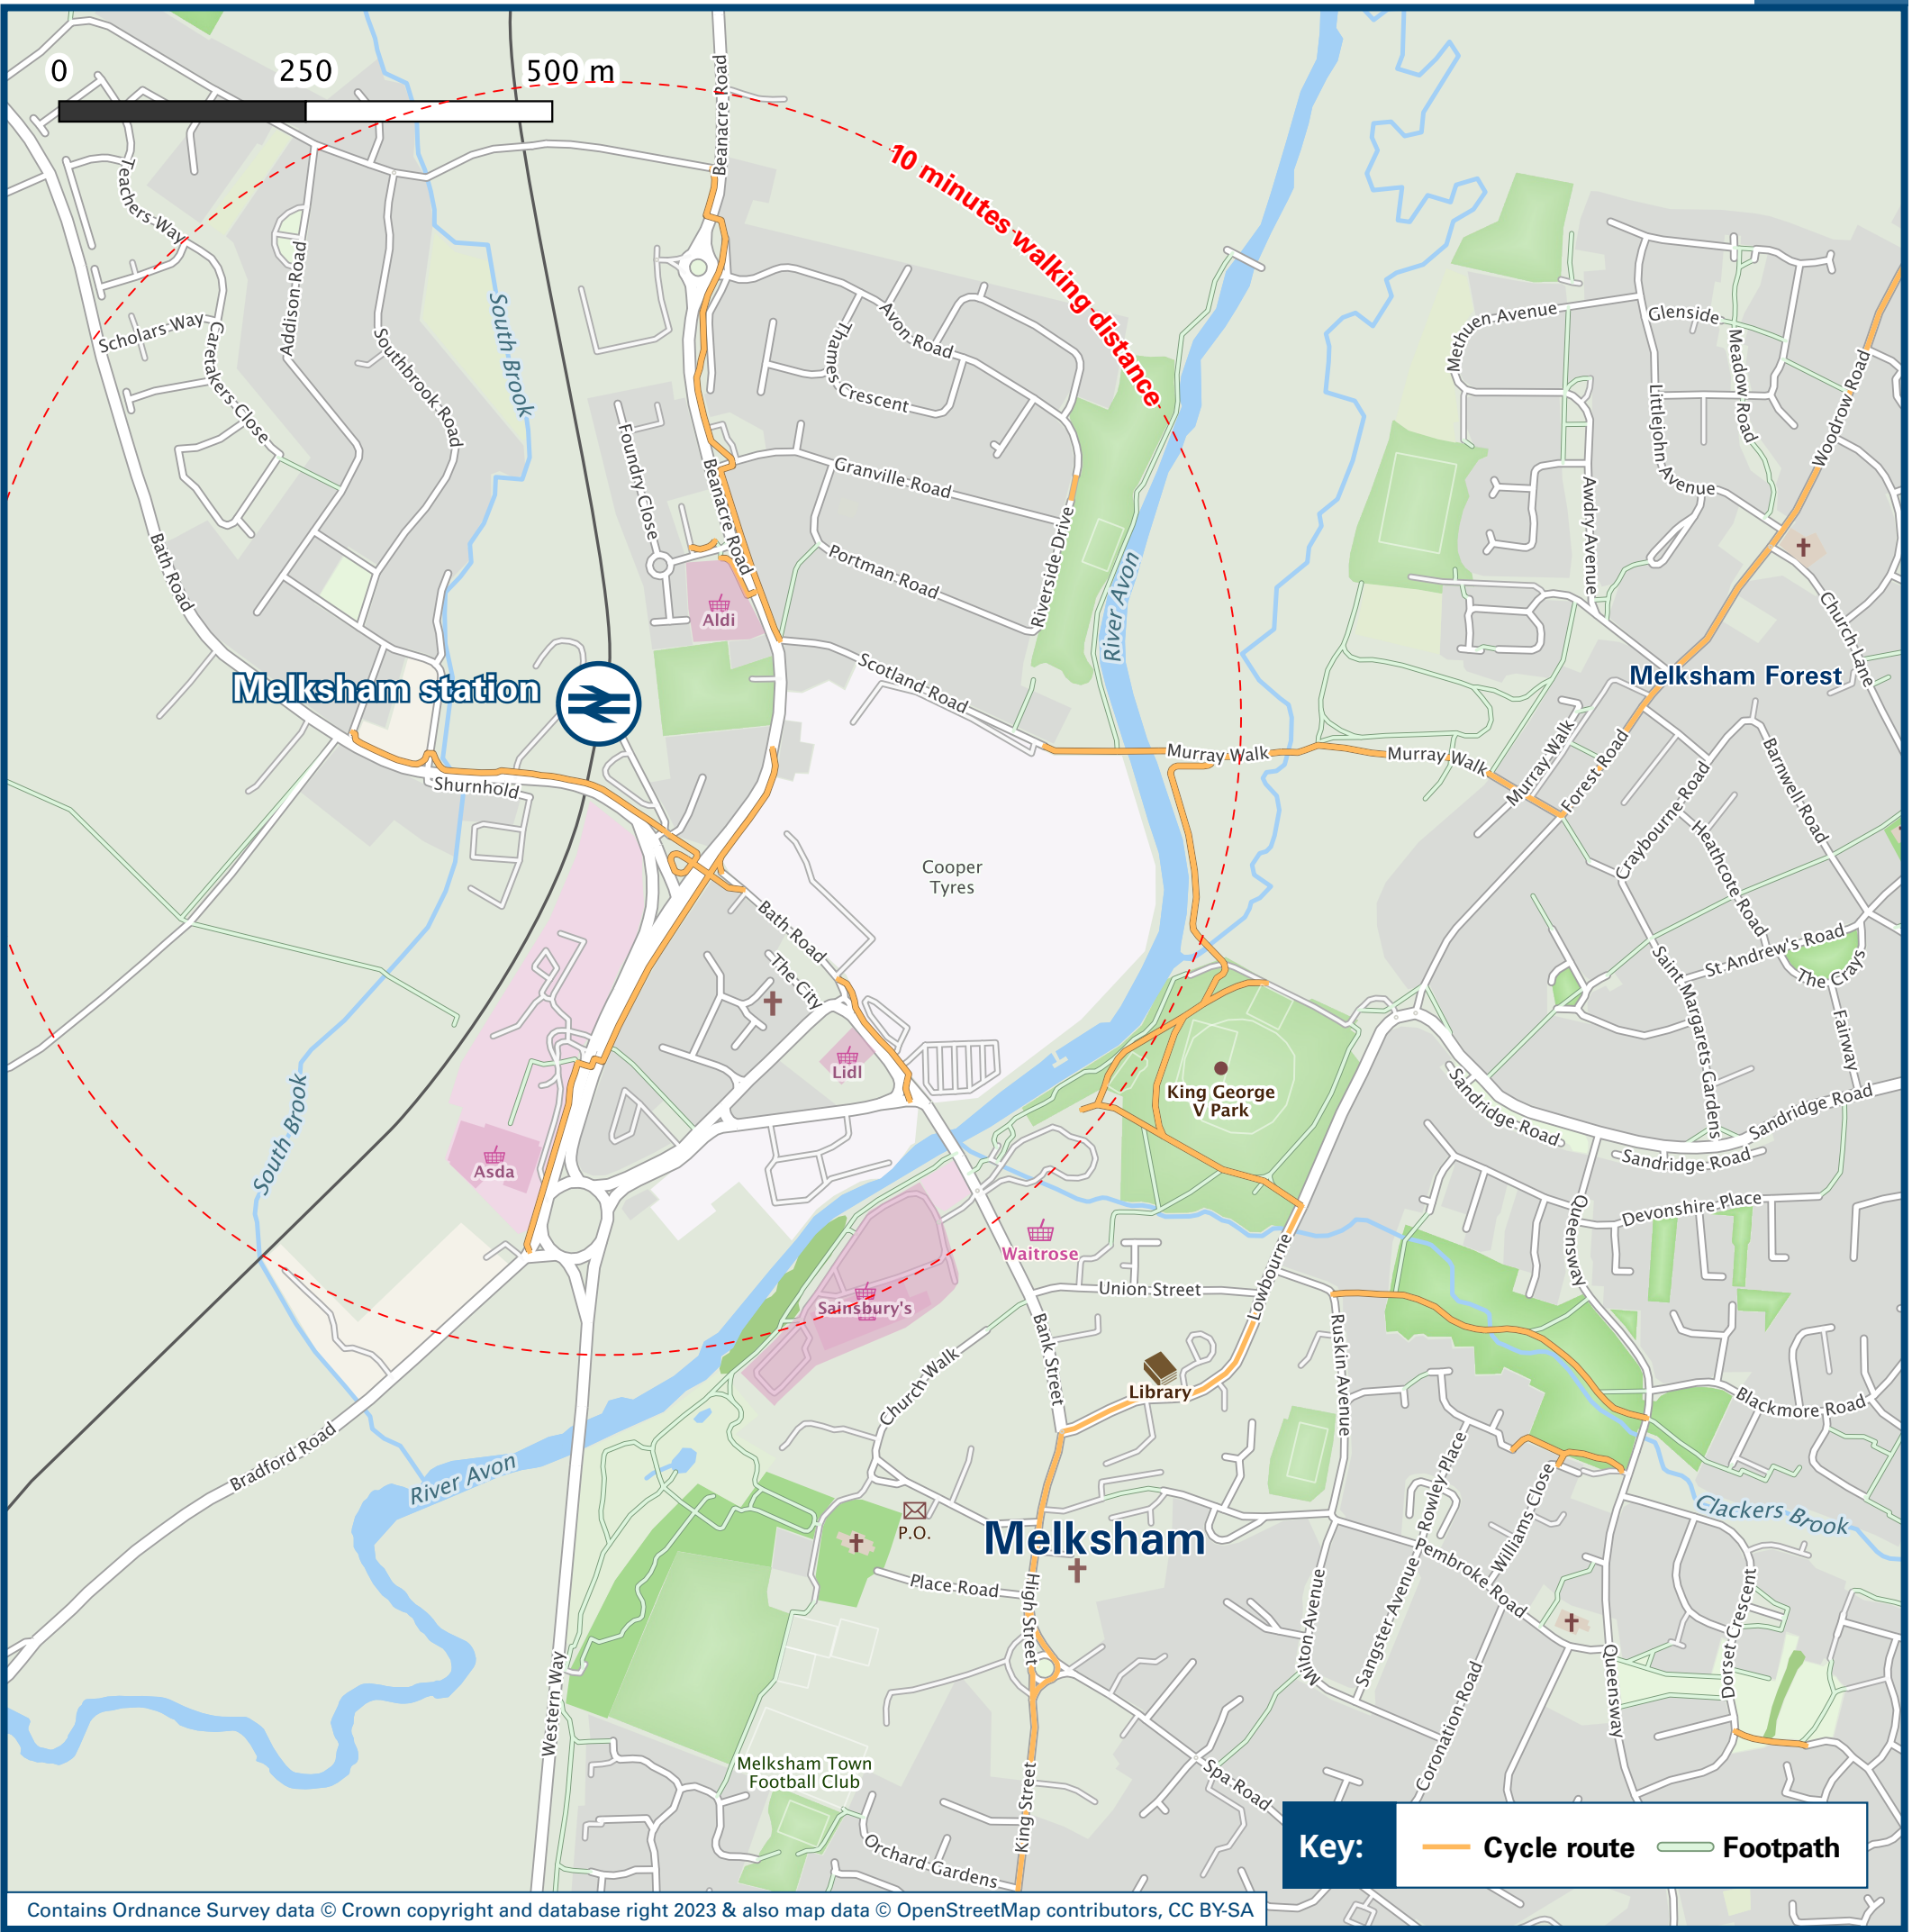 0 250 500 m
Beanacre Road
10 minutes walking distance
Teachers Way
Addison Road
South Brook
Scholars Way
Caretakers Close
Southbrook Road
Avon Road
Thames Crescent
Methuen Avenue
Glenside
Meadow Road
Littlejohn Avenue
Woodrow Road
Foundry Close
Beanacre Road
Granville Road
Awdry Avenue
Bath Road
Portman Road
Riverside Drive
River Avon
Aldi
Church Lane
Melksham station
Scotland Road
Melksham Forest
Murray Walk
Murray Walk
Murray Walk
Forest Road
Shurnhold
Craybourne Road
Barnwell Road
Heathcote Road
Cooper
Tyres
Bath Road
The City
St Andrew's Road
The Crays
Saint Margarets Gardens
Fairway
Lidl
King George
V Park
South Brook
Sandridge Road
Sandridge Road
Sandridge Road
Asda
Devonshire Place
Queensway
Waitrose
Union Street
Lowbourne
Sainsbury's
Bank Street
Ruskin Avenue
Church Walk
Library
Blackmore Road
Bradford Road
River Avon
Rowley Place
Williams Close
Clackers Brook
P.O.
Melksham
Pembroke Road
Place Road
High Street
Milton Avenue
Sangster Avenue
Dorset Crescent
Queensway
Coronation Road
Western Way
Melksham Town
Football Club
Spa Road
King Street
Orchard Gardens
Key: Cycle route Footpath
Contains Ordnance Survey data © Crown copyright and database right 2023 & also map data © OpenStreetMap contributors, CC BY-SA